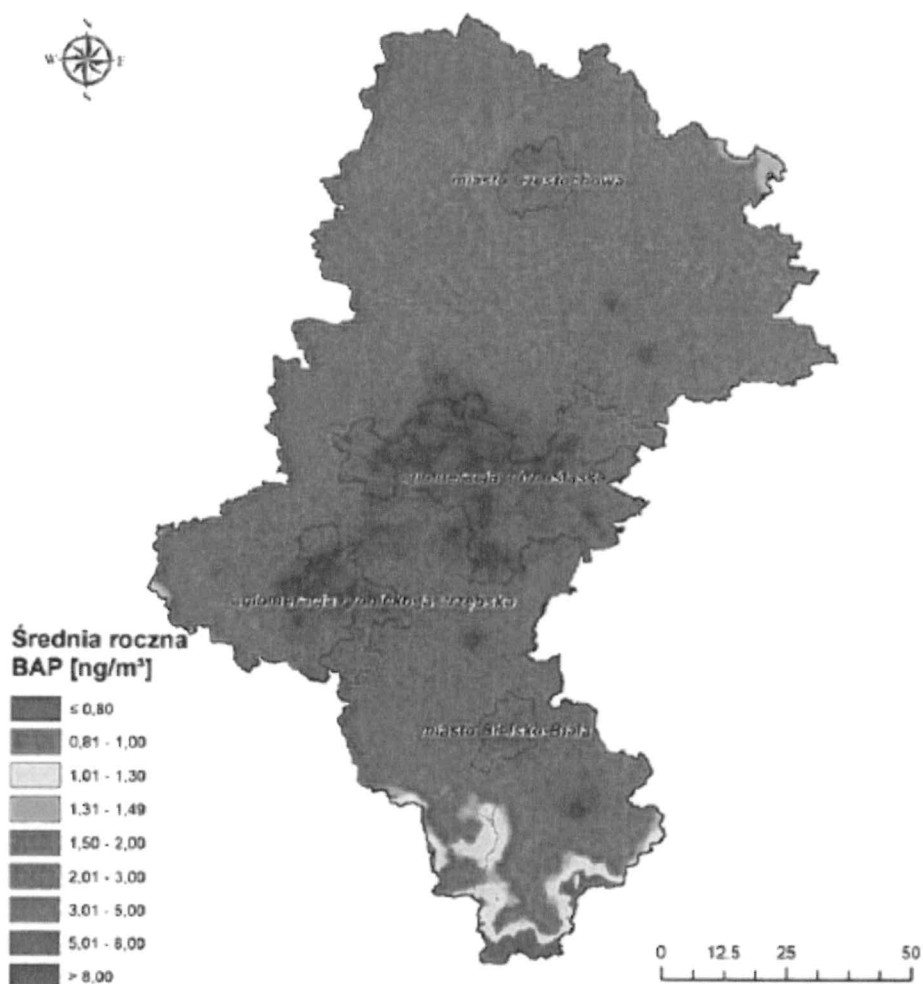 W E
miasto Częstochowa
aglomeracja górnośląska
aglomeracja rybnicko-jastrzębska
miasto Bielsko-Biała
Średnia roczna
BAP [ng/m³]
≤ 0,80
0,81 - 1,00
1,01 - 1,30
1,31 - 1,49
1,50 - 2,00
2,01 - 3,00
3,01 - 5,00
5,01 - 8,00
> 8,00
0 12.5 25 50